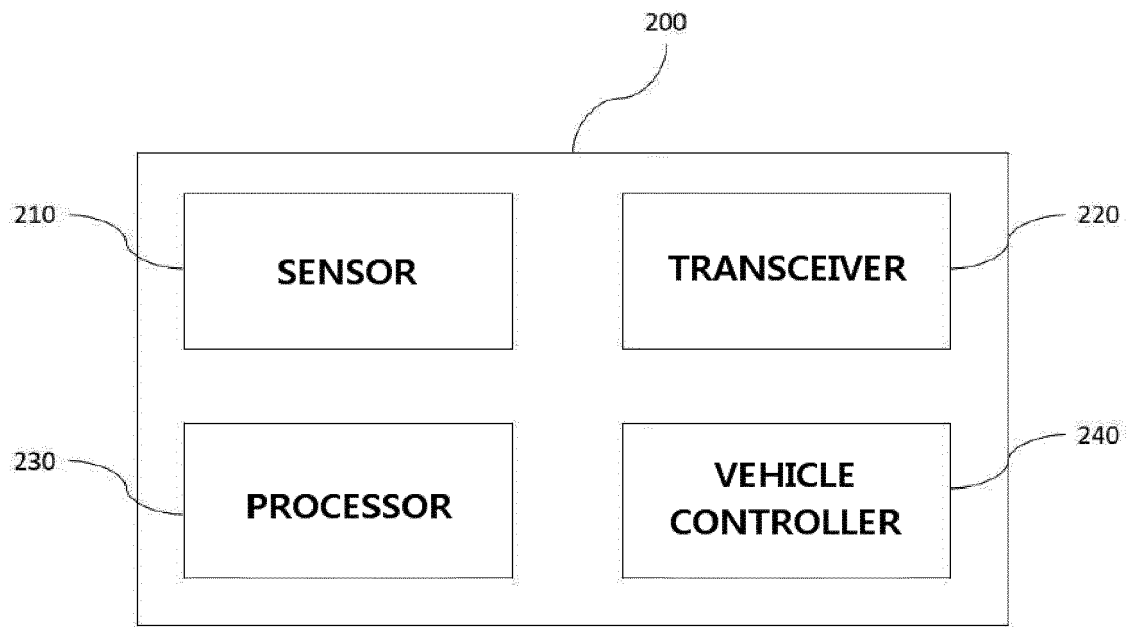 200
210
SENSOR
TRANSCEIVER
220
230
PROCESSOR
VEHICLE
CONTROLLER
240